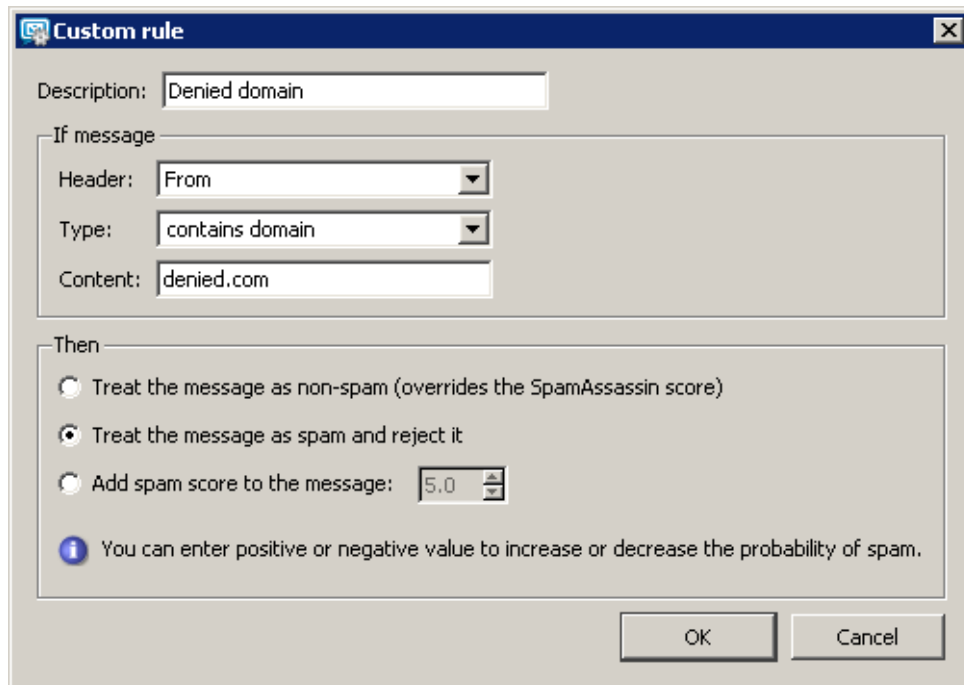 Custom rule
Description: Denied domain
If message
Header: From
Type: contains domain
Content: denied.com
Then
Treat the message as non-spam (overrides the SpamAssassin score)
Treat the message as spam and reject it
Add spam score to the message: 5.0
You can enter positive or negative value to increase or decrease the probability of spam.
OK Cancel